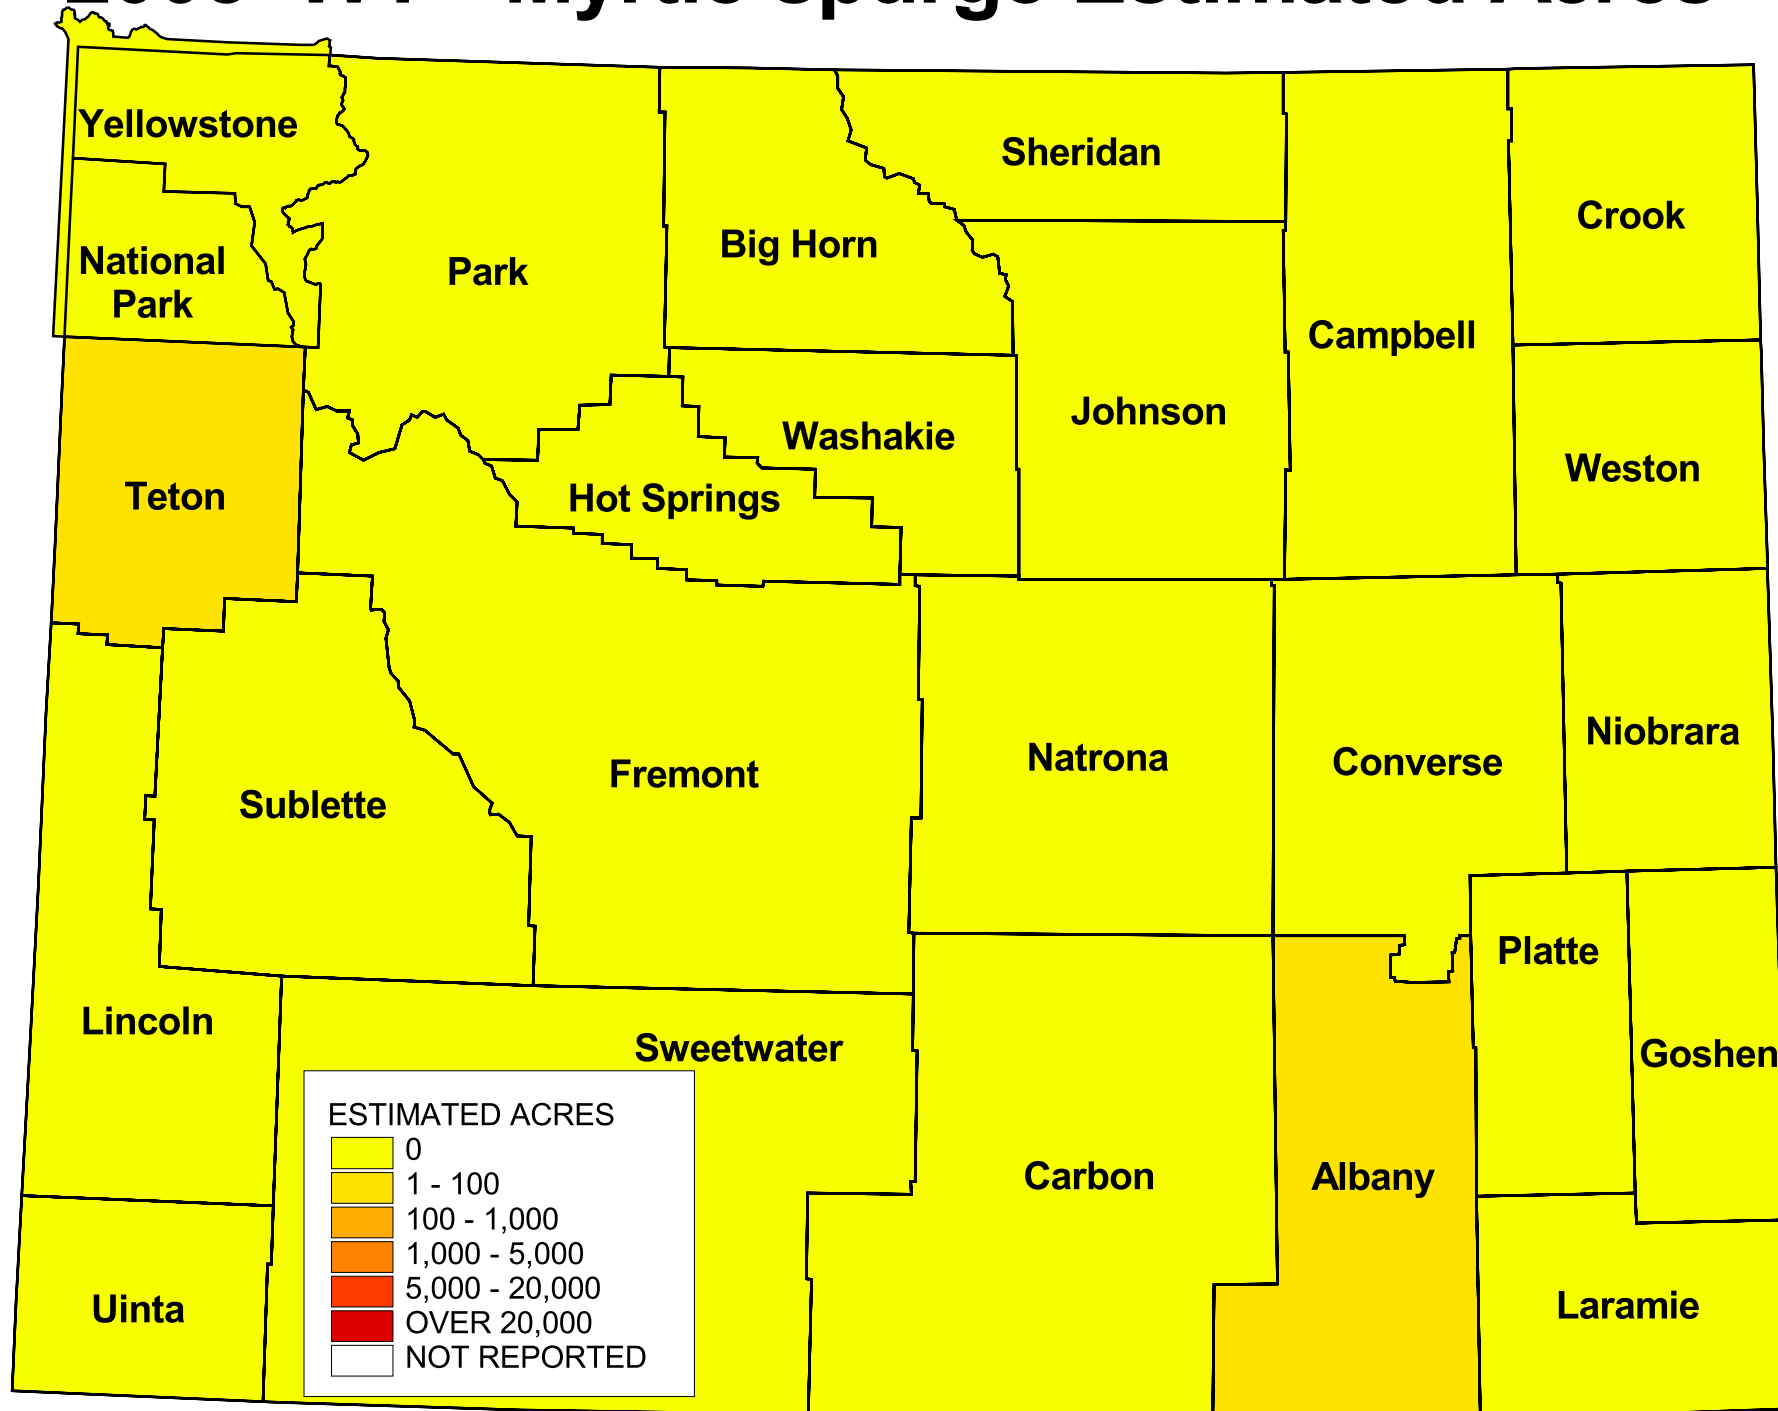 Yellowstone
Sheridan
Crook
Big Horn
National
Park
Park
Campbell
Johnson
Washakie
Weston
Teton
Hot Springs
Niobrara
Natrona
Converse
Fremont
Sublette
Platte
Lincoln
Sweetwater
Goshen
Carbon
Albany
Uinta
Laramie
ESTIMATED ACRES
0
1 - 100
100 - 1,000
1,000 - 5,000
5,000 - 20,000
OVER 20,000
NOT REPORTED